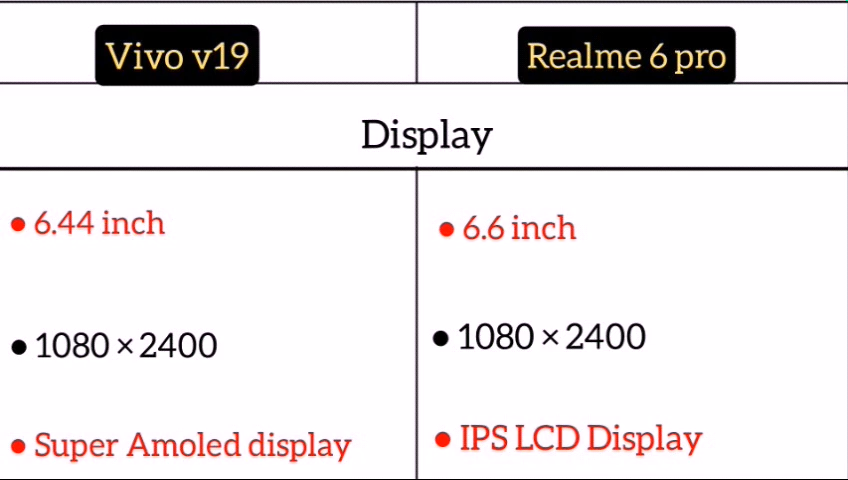 Vivo v19
Realme 6 pro
Display
• 6.44 inch
• 6.6 inch
• 1080 × 2400
• 1080 × 2400
• Super Amoled display
• IPS LCD Display